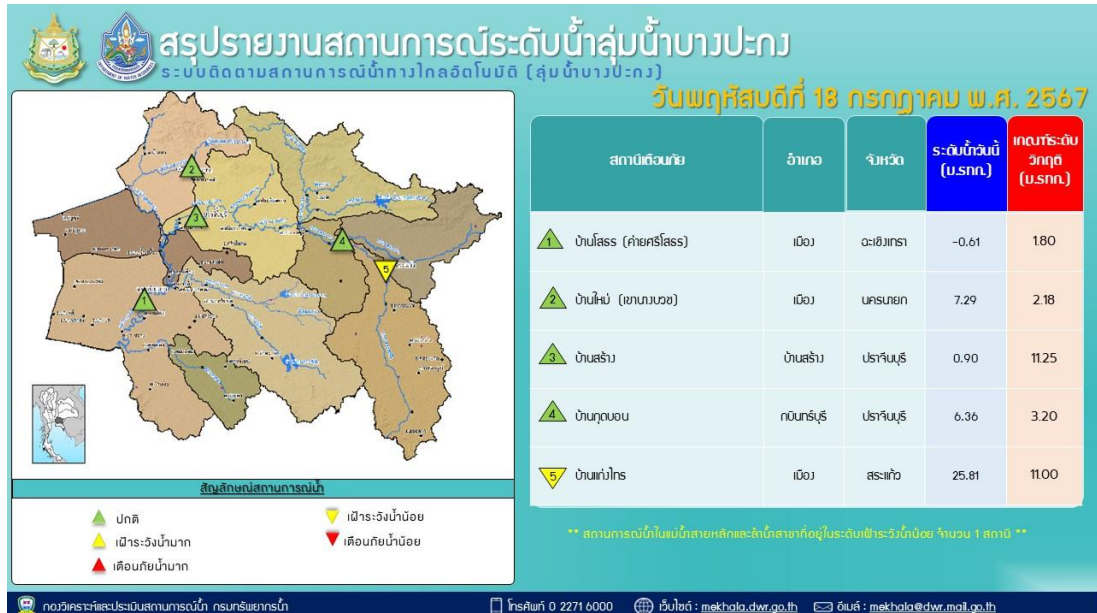 สรุปรายงานสถานการณ์ระดับน้ำลุ่มน้ำบางปะกง
ระบบติดตามสถานการณ์น้ำทางไกลอัตโนมัติ (ลุ่มน้ำบางปะกง)
วันพฤหัสบดีที่ 18 กรกฎาคม พ.ศ. 2567
สถานีเตือนภัย อำเภอ จังหวัด ระดับน้ำวันนี้ (ม.รทก.) เกณฑ์ระดับวิกฤติ (ม.รทก.)
1 บ้านโสธร (ค่ายศรีโสธร) เมือง ฉะเชิงเทรา -0.61 1.80
2 บ้านใหม่ (เขานางบวช) เมือง นครนายก 7.29 2.18
3 บ้านสร้าง บ้านสร้าง ปราจีนบุรี 0.90 11.25
4 บ้านกุดบอน กบินทร์บุรี ปราจีนบุรี 6.36 3.20
5 บ้านแก่งไทร เมือง สระแก้ว 25.81 11.00
** สถานการณ์น้ำในแม่น้ำสายหลักและลำน้ำสาขาที่อยู่ในระดับเฝ้าระวังน้ำน้อย จำนวน 1 สถานี **
2
3
4
5
1
สัญลักษณ์สถานการณ์น้ำ
ปกติ
เฝ้าระวังน้ำมาก
เตือนภัยน้ำมาก
เฝ้าระวังน้ำน้อย
เตือนภัยน้ำน้อย
กองวิเคราะห์และประเมินสถานการณ์น้ำ กรมทรัพยากรน้ำ โทรศัพท์ 0 2271 6000 เว็บไซต์ : mekhala.dwr.go.th อีเมล์ : mekhala@dwr.mail.go.th